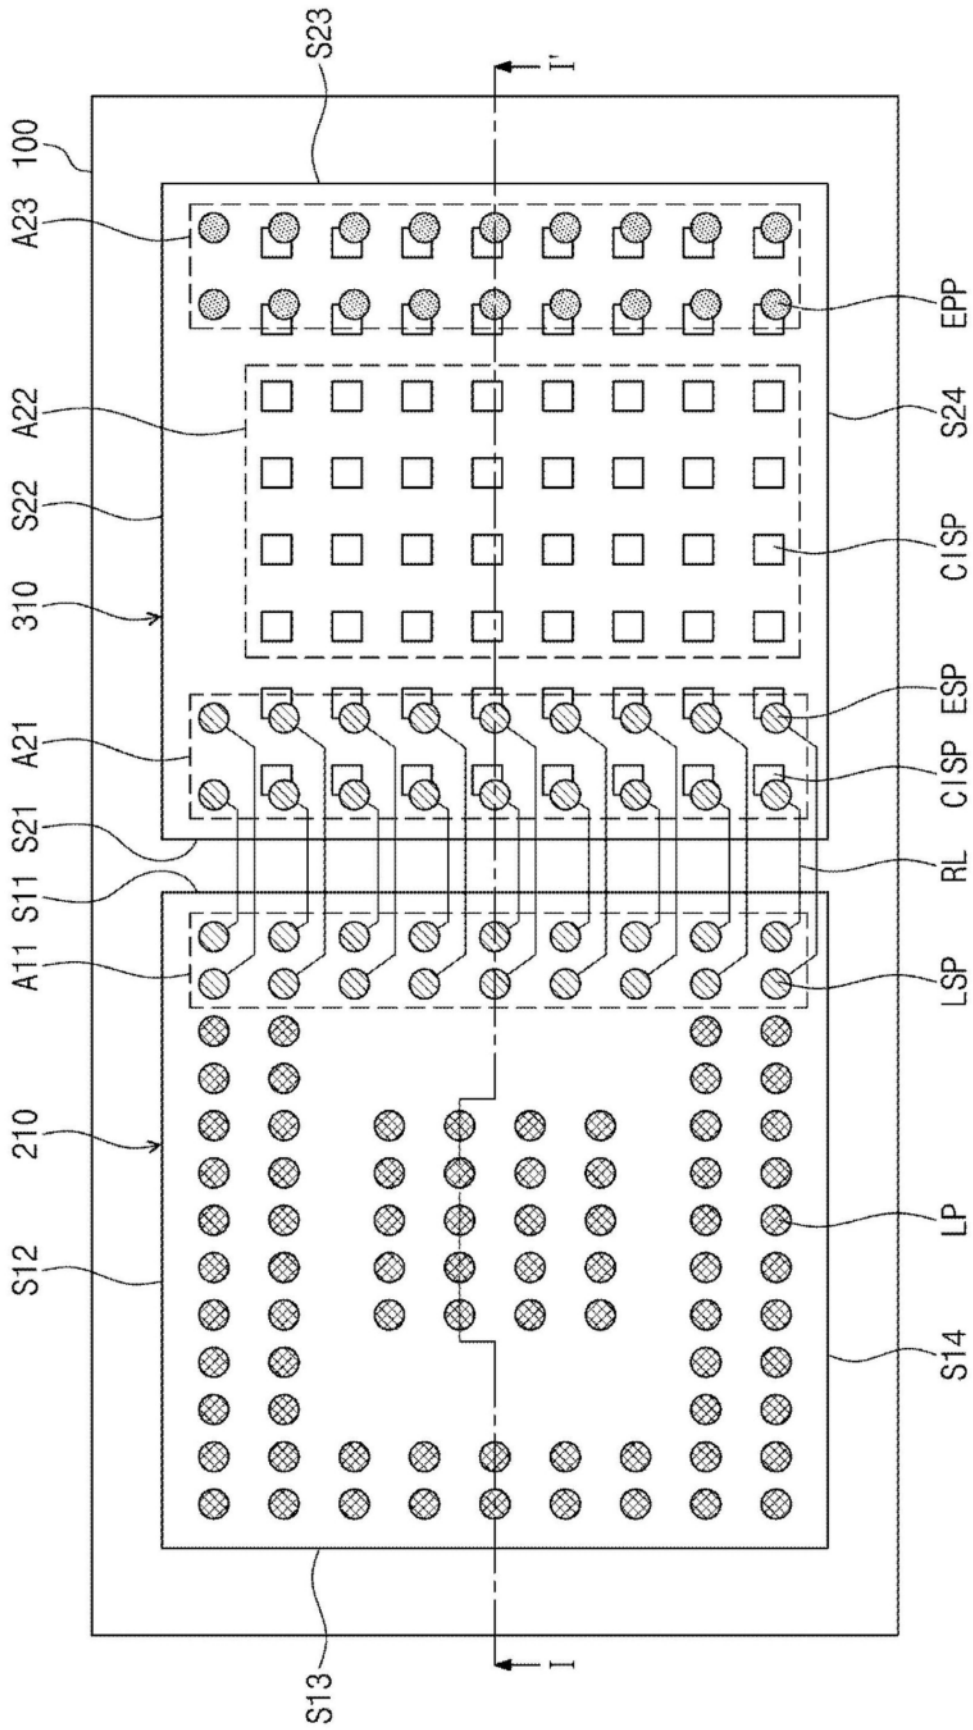 S13
S12
210
A11
S11
S21
A21
310
S22
A22
A23
100
S23
I
I'
S14
LP
LSP
RL
CISP
ESP
CISP
S24
EPP